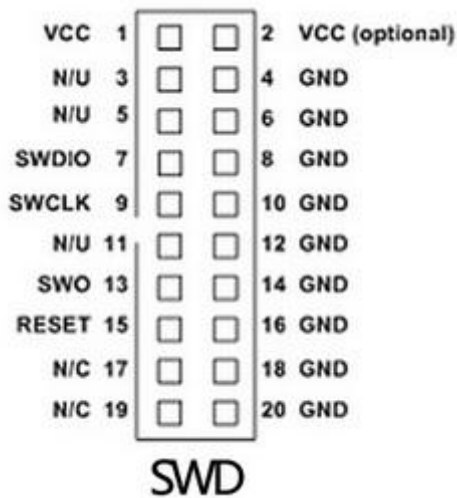 VCC 1 2 VCC (optional)
N/U 3 4 GND
N/U 5 6 GND
SWDIO 7 8 GND
SWCLK 9 10 GND
N/U 11 12 GND
SWO 13 14 GND
RESET 15 16 GND
N/C 17 18 GND
N/C 19 20 GND
SWD